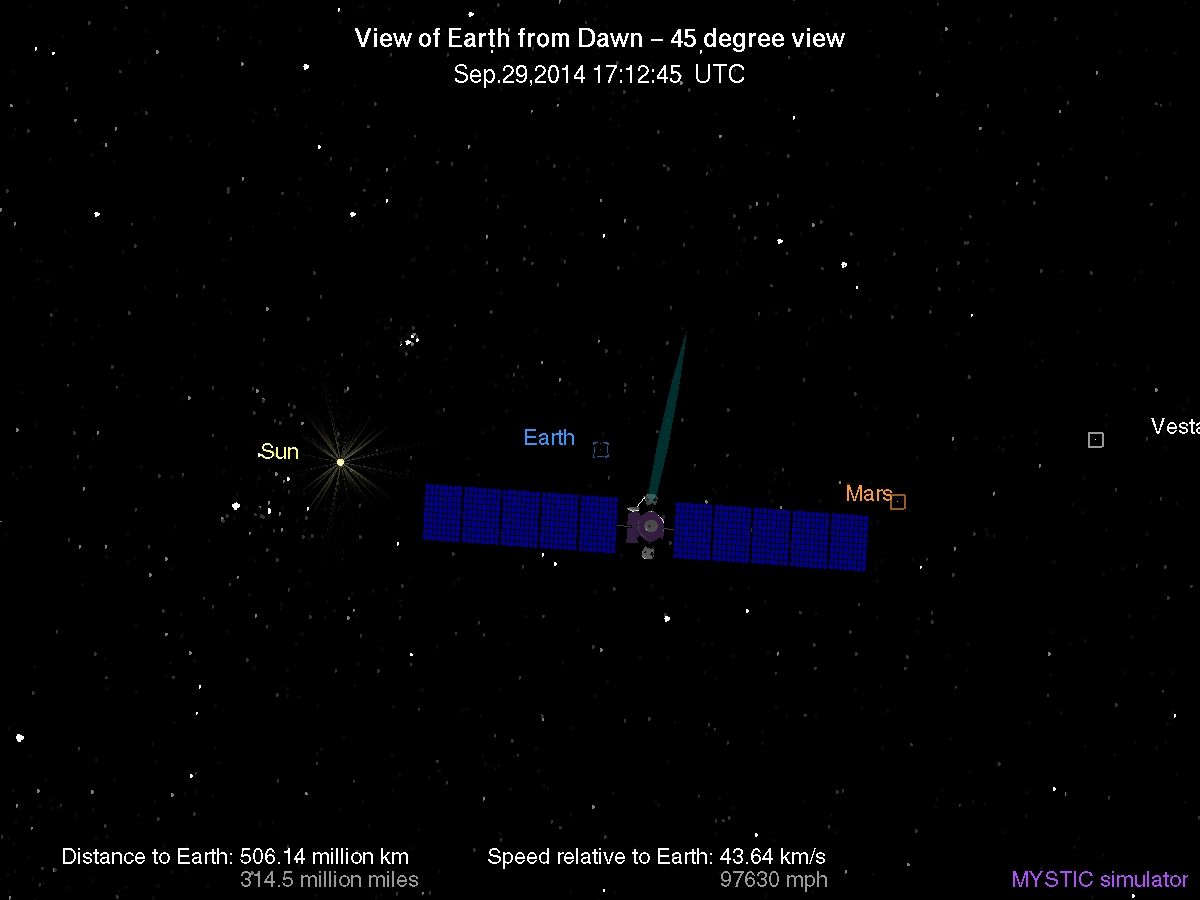 View of Earth from Dawn – 45 degree view
Sep.29,2014 17:12:45 UTC
Vesta
Earth
Sun
Mars
Distance to Earth: 506.14 million km
314.5 million miles
Speed relative to Earth: 43.64 km/s
97630 mph
MYSTIC simulator